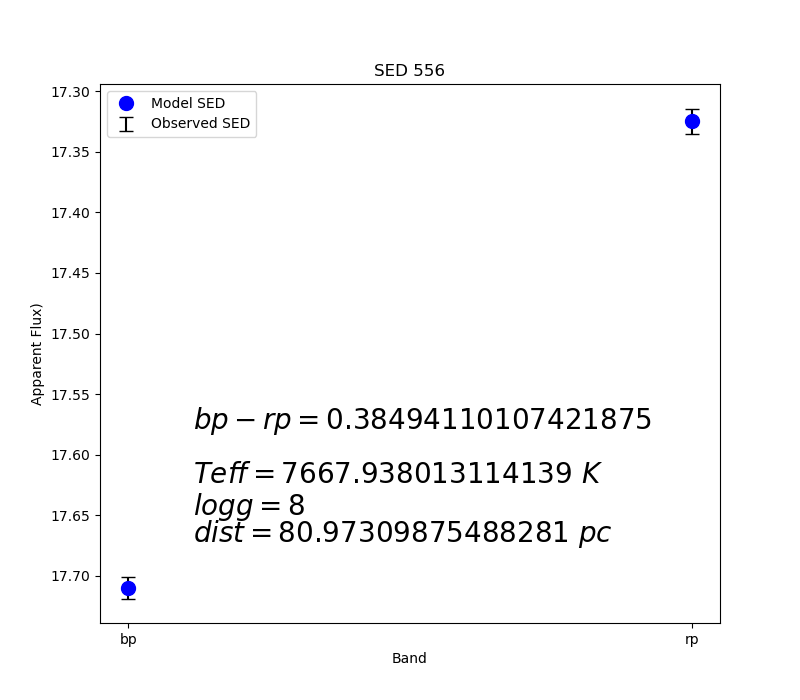 SED 556
Model SED
Observed SED
17.30
17.35
17.40
17.45
17.50
17.55
17.60
17.65
17.70
Apparent Flux)
bp − rp = 0.38494110107421875
Teff = 7667.938013114139 K
logg = 8
dist = 80.97309875488281 pc
bp
rp
Band